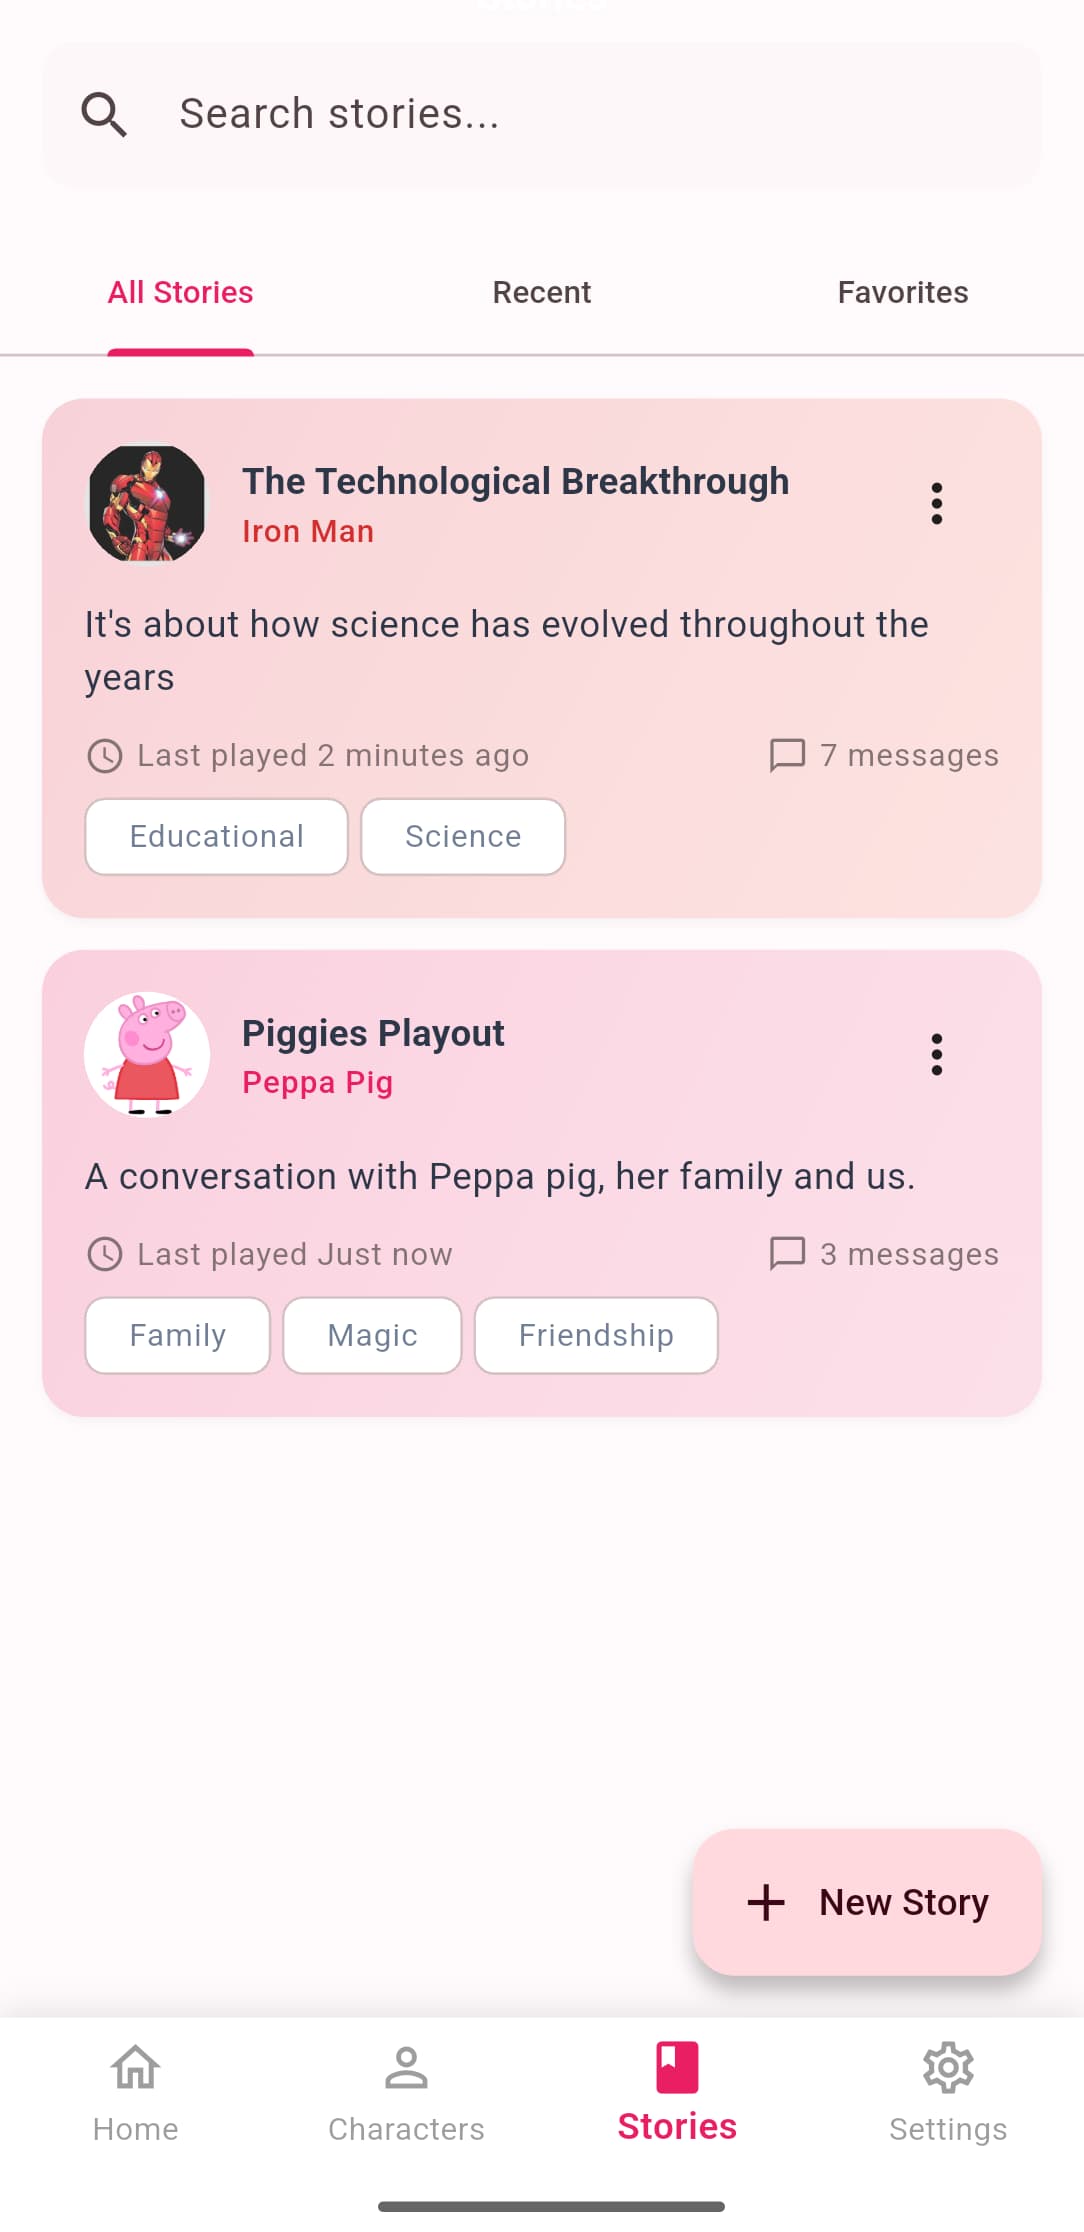 Search stories...
All Stories
Recent
Favorites
The Technological Breakthrough
Iron Man
It's about how science has evolved throughout the
years
Last played 2 minutes ago
7 messages
Educational
Science
Piggies Playout
Peppa Pig
A conversation with Peppa pig, her family and us.
Last played Just now
3 messages
Family
Magic
Friendship
New Story
Home
Characters
Stories
Settings